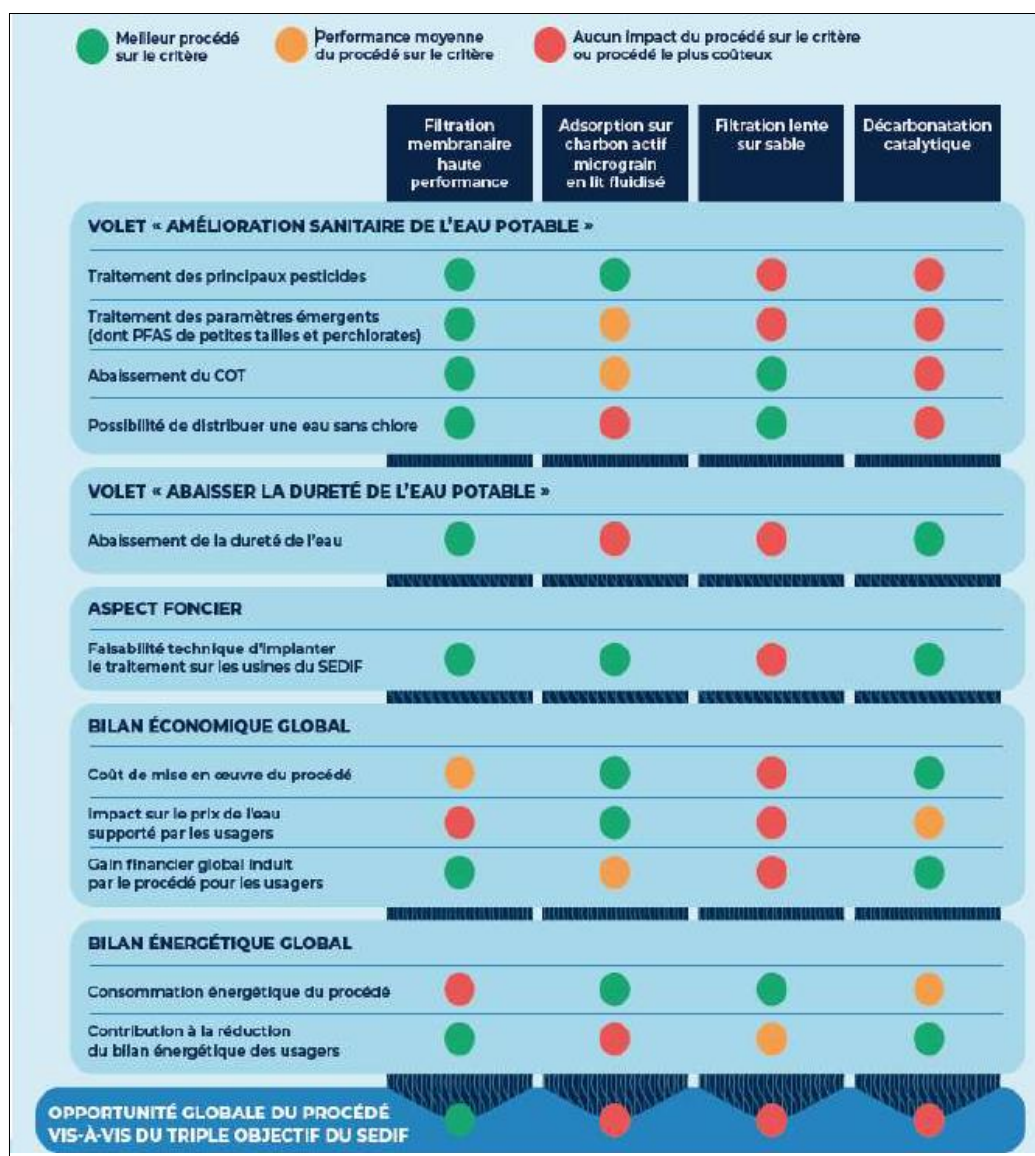 Meilleur procédé
sur le critère
Performance moyenne
du procédé sur le critère
Aucun impact du procédé sur le critère
ou procédé le plus coûteux
Filtration
membranaire
haute
performance
Adsorption sur
charbon actif
micrograin
en lit fluidisé
Filtration lente
sur sable
Décarbonatation
catalytique
VOLET « AMÉLIORATION SANITAIRE DE L'EAU POTABLE »
Traitement des principaux pesticides
Traitement des paramètres émergents
(dont PFAS de petites tailles et perchlorates)
Abaissement du COT
Possibilité de distribuer une eau sans chlore
VOLET « ABAISSER LA DURETÉ DE L'EAU POTABLE »
Abaissement de la dureté de l'eau
ASPECT FONCIER
Faisabilité technique d'implanter
le traitement sur les usines du SEDIF
BILAN ÉCONOMIQUE GLOBAL
Coût de mise en œuvre du procédé
Impact sur le prix de l'eau
supporté par les usagers
Gain financier global induit
par le procédé pour les usagers
BILAN ÉNERGÉTIQUE GLOBAL
Consommation énergétique du procédé
Contribution à la réduction
du bilan énergétique des usagers
OPPORTUNITÉ GLOBALE DU PROCÉDÉ
VIS-À-VIS DU TRIPLE OBJECTIF DU SEDIF